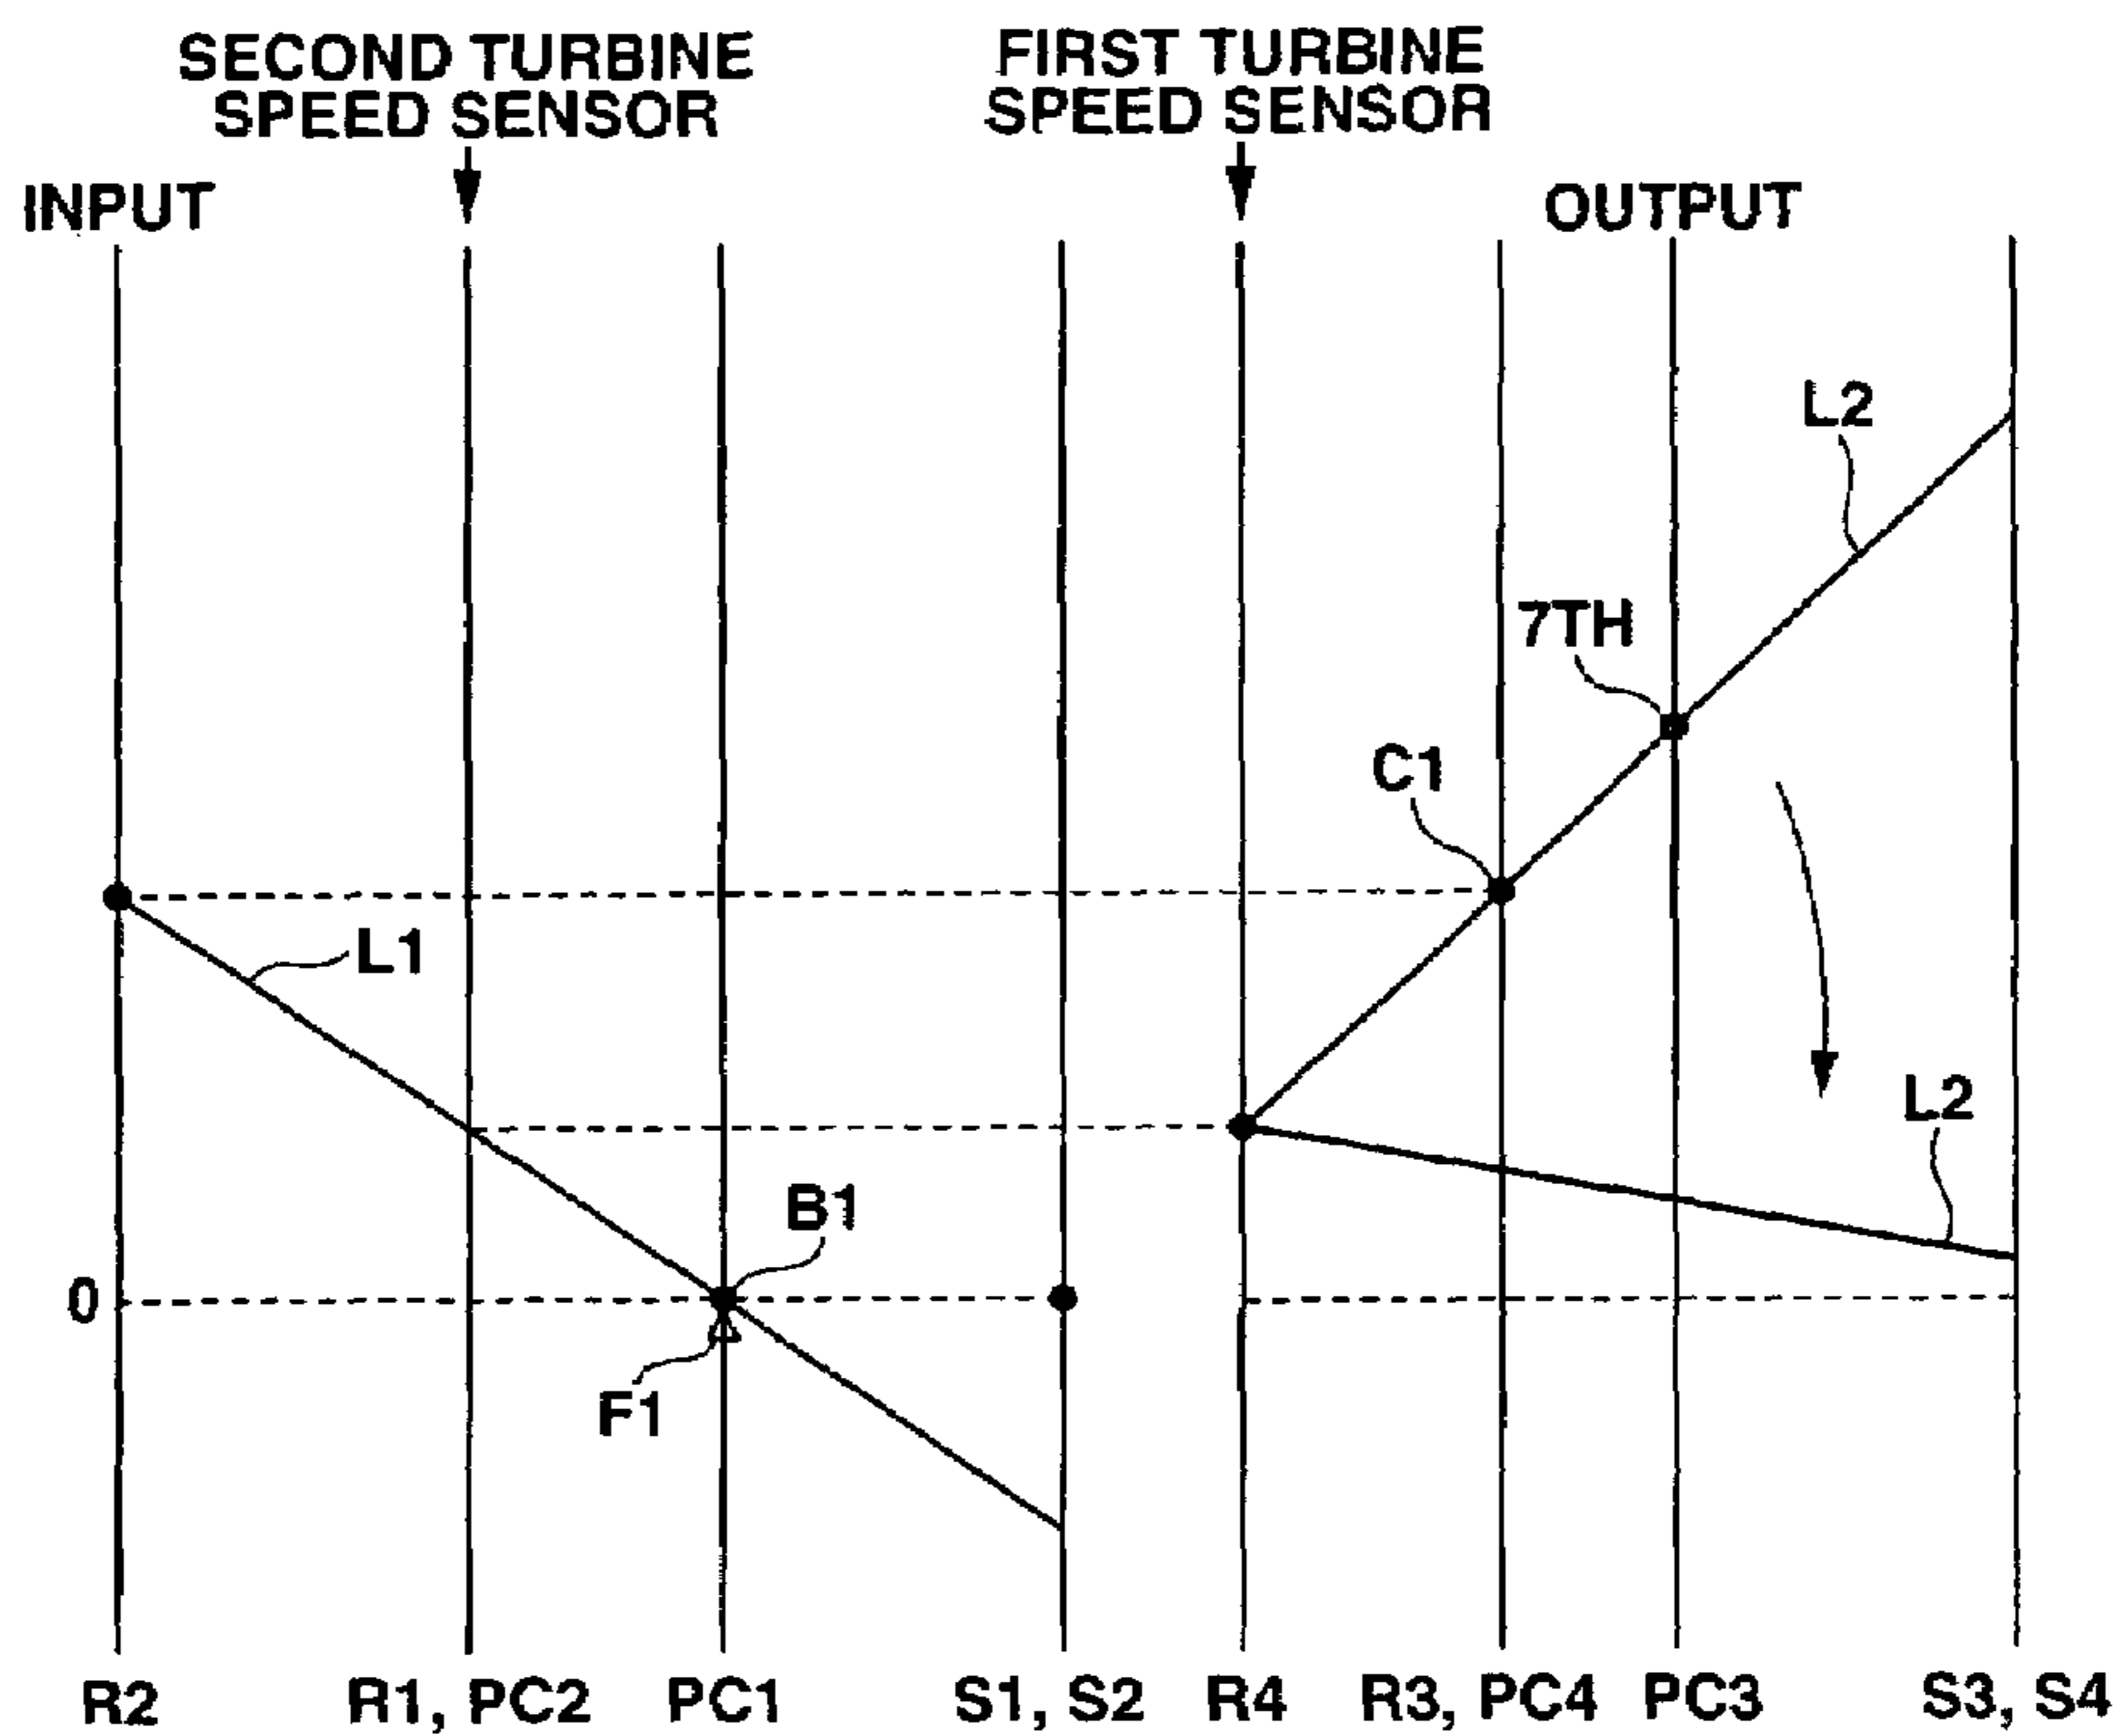 SECOND TURBINE
SPEED SENSOR
FIRST TURBINE
SPEED SENSOR
INPUT
OUTPUT
L2
7TH
C1
L1
L2
B1
0
F1
R2
R1, PC2
PC1
S1, S2
R4
R3, PC4
PC3
S3, S4